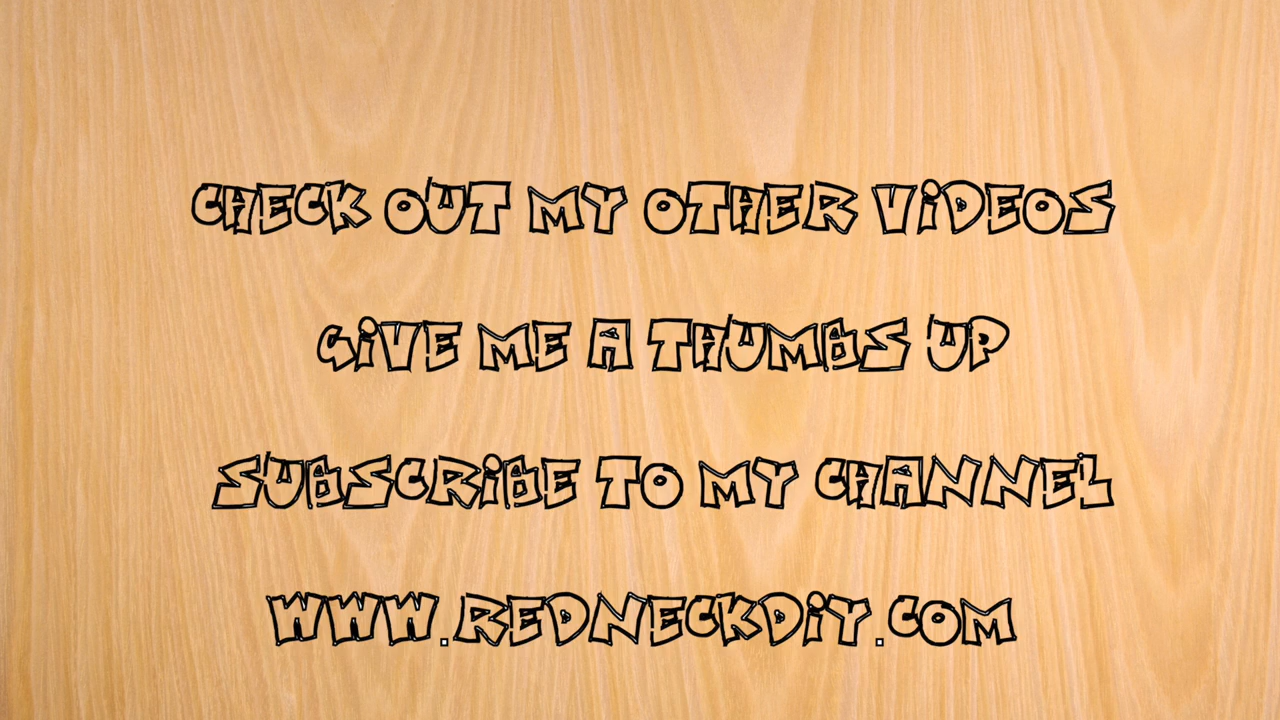 CHECK OUT MY OTHER ViDEOS
GiVE ME A THUMBS UP
SUBSCRiBE TO MY CHANNEL
WWW.REDNECKDiY.COM